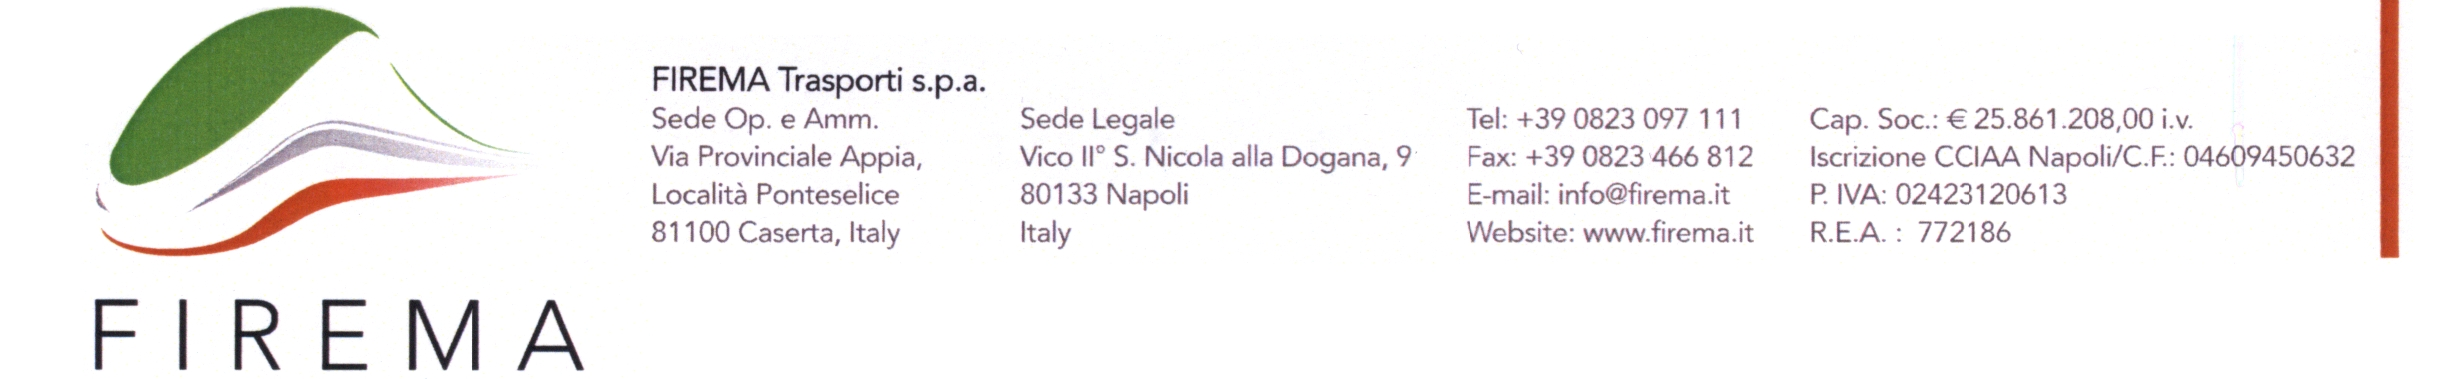 FIREMA
FIREMA Trasporti s.p.a.
Sede Op. e Amm.
Via Provinciale Appia,
Località Ponteselice
81100 Caserta, Italy
Sede Legale
Vico II° S. Nicola alla Dogana, 9
80133 Napoli
Italy
Tel: +39 0823 097 111
Fax: +39 0823 466 812
E-mail: info@firema.it
Website: www.firema.it
Cap. Soc.: € 25.861.208,00 i.v.
Iscrizione CCIAA Napoli/C.F.: 04609450632
P. IVA: 02423120613
R.E.A. : 772186